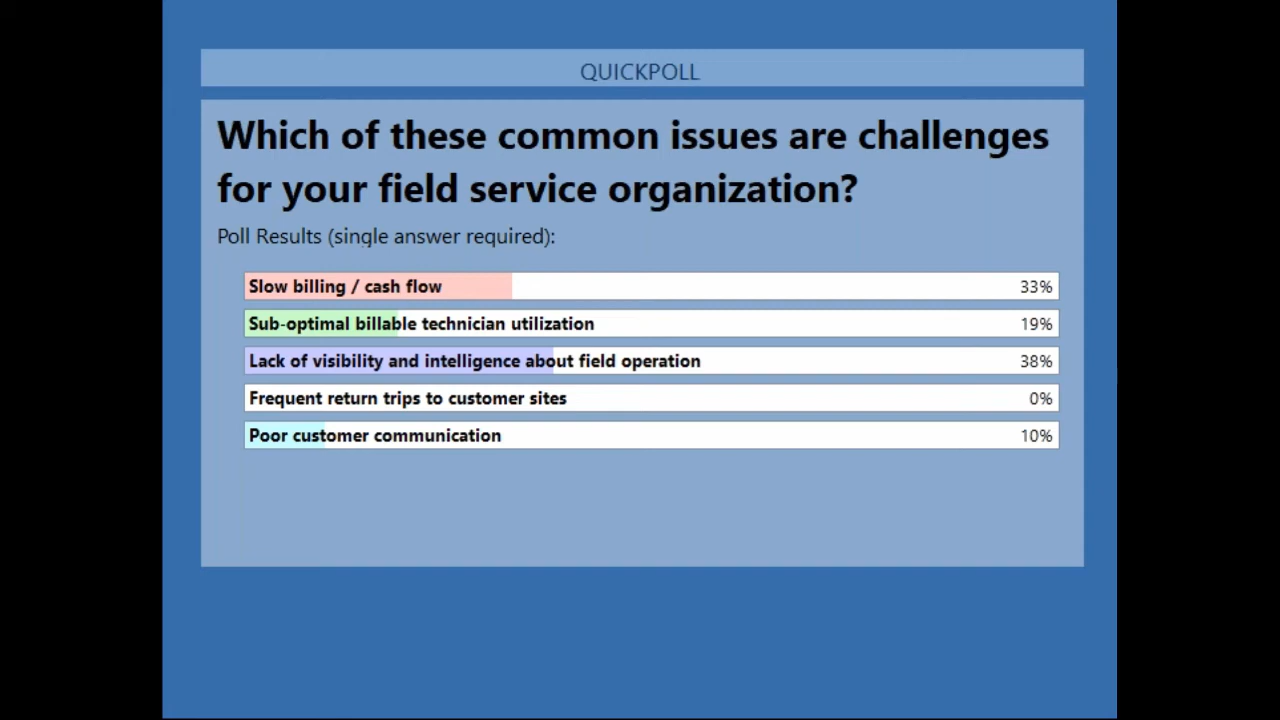 QUICKPOLL
Which of these common issues are challenges
for your field service organization?
Poll Results (single answer required):
Slow billing / cash flow 33%
Sub-optimal billable technician utilization 19%
Lack of visibility and intelligence about field operation 38%
Frequent return trips to customer sites 0%
Poor customer communication 10%